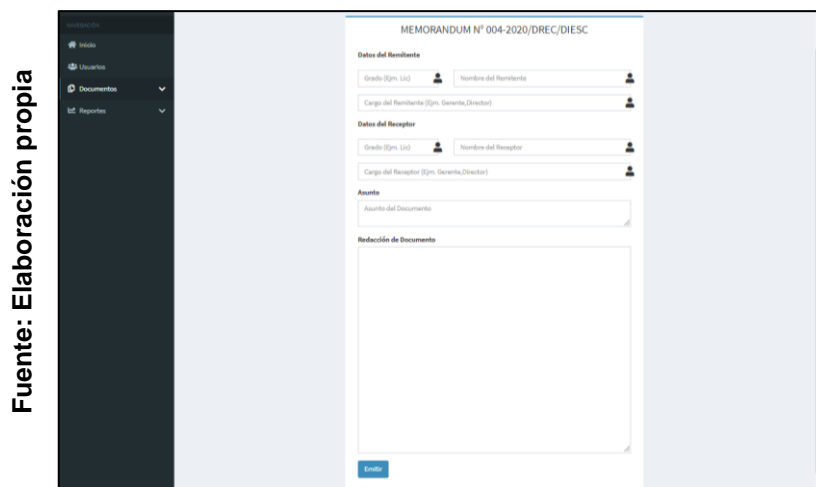 Fuente: Elaboración propia
NAVEGACIÓN
Inicio
Usuarios
Documentos
Reportes
MEMORANDUM Nº 004-2020/DREC/DIESC
Datos del Remitente
Grado (Ejm. Lic) Nombre del Remitente
Cargo del Remitente (Ejm. Gerente,Director)
Datos del Receptor
Grado (Ejm. Lic) Nombre del Receptor
Cargo del Receptor (Ejm. Gerente,Director)
Asunto
Asunto del Documento
Redacción de Documento
Emitir